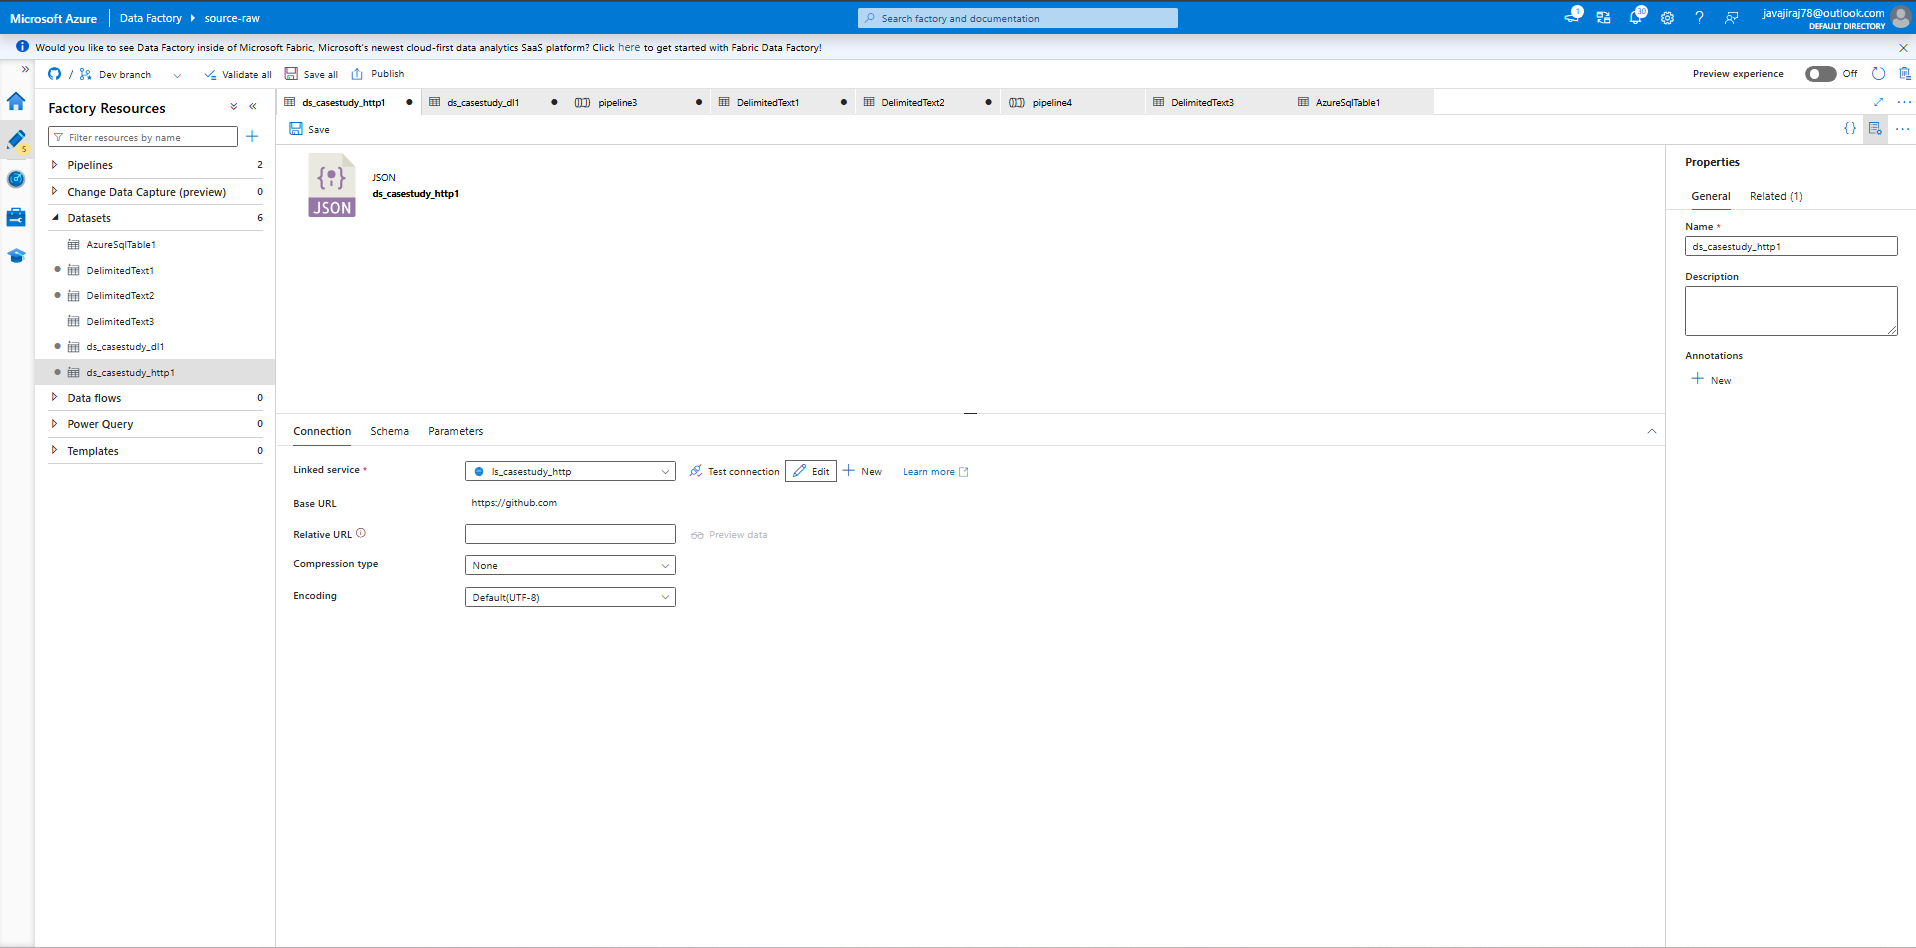 Microsoft Azure Data Factory source-raw Search factory and documentation 1 30 javajiraj78@outlook.com
DEFAULT DIRECTORY
Would you like to see Data Factory inside of Microsoft Fabric, Microsoft's newest cloud-first data analytics SaaS platform? Click here to get started with Fabric Data Factory!
/ Dev branch Validate all Save all Publish Preview experience Off
Factory Resources
5
Filter resources by name
Pipelines 2
Change Data Capture (preview) 0
Datasets 6
AzureSqlTable1
DelimitedText1
DelimitedText2
DelimitedText3
ds_casestudy_dl1
ds_casestudy_http1
Data flows 0
Power Query 0
Templates 0
ds_casestudy_http1 ds_casestudy_dl1 pipeline3 DelimitedText1 DelimitedText2 pipeline4 DelimitedText3 AzureSqlTable1
Save
JSON
JSON
ds_casestudy_http1
Connection Schema Parameters
Linked service * ls_casestudy_http Test connection Edit New Learn more
Base URL https://github.com
Relative URL Preview data
Compression type None
Encoding Default(UTF-8)
Properties
General Related (1)
Name *
ds_casestudy_http1
Description
Annotations
New